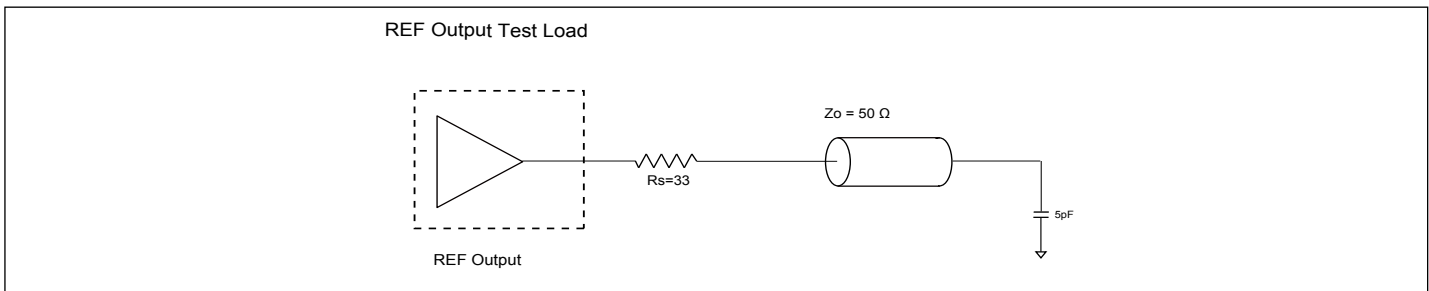 REF Output Test Load
Zo = 50 Ω
Rs=33
5pF
REF Output